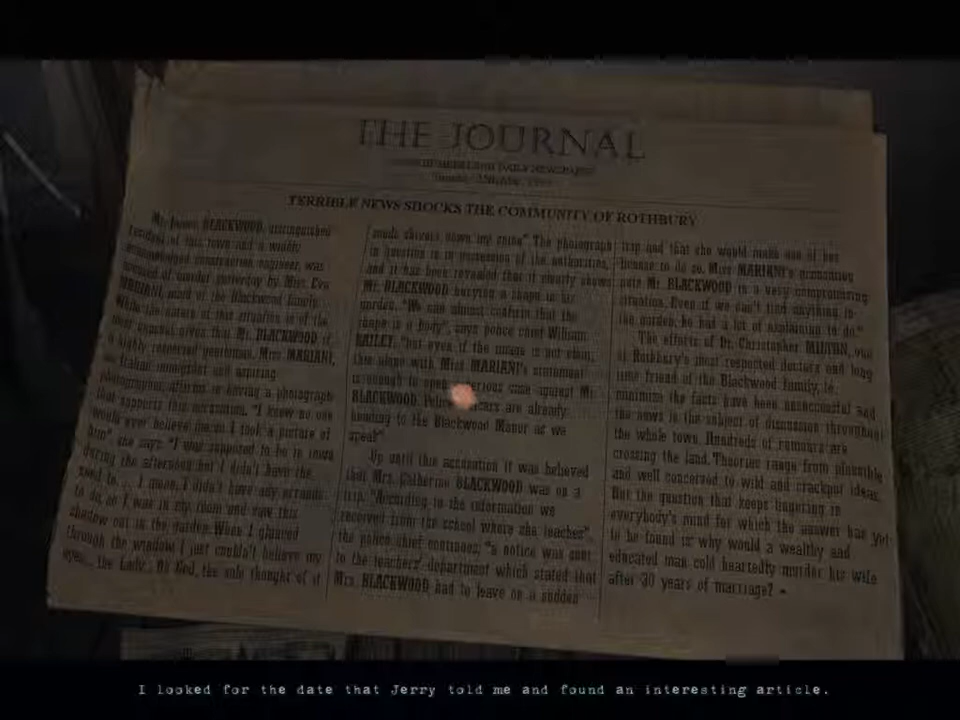 THE JOURNAL
TERRIBLE NEWS SHOCKS THE COMMUNITY OF ROTHBURY
Mr. BLACKWOOD, distinguished
resident of this town and a widely
engineer, was
accused of murder yesterday by Miss Eva
MARIANI, maid of the Blackwood family.
While the nature of this situation is of the
given that Mr. BLACKWOOD is
a highly respected gentleman, Miss MARIANI,
an Italian immigrant and aspiring
photographer, affirms to having a photograph
that supports this accusation. "I knew no one
would ever believe me so I took a picture of
him" she says. "I was supposed to be in town
during the afternoon but I didn't have the
need to... I mean, I didn't have any errands
to do, so I was in my room and saw this
shadow out in the garden. When I glanced
through the window I just couldn't believe my
eyes... the Lady... Oh God, the sole thought of it
made shivers down my spine" The photograph
in question is in possession of the authorities,
and it has been revealed that it clearly shows
Mr. BLACKWOOD burying a shape in his
garden. "We can almost confirm that the
shape is a body", says police chief William
BAILEY, "but even if the image is not clear,
this along with Miss MARIANI's statement
is enough to open a serious case against Mr.
BLACKWOOD. Police cars are already
heading to the Blackwood Manor as we
speak"
Up until this accusation it was believed
that Mrs. Catherine BLACKWOOD was on a
trip. "According to the information we
received from the school where she teaches",
the police chief continues, "a notice was sent
to the teachers' department which stated that
Mrs. BLACKWOOD had to leave on a sudden
trip and that she would make use of her
license to do so. Miss MARIANI's accusation
puts Mr. BLACKWOOD in a very compromising
situation. Even if we can't find anything in
the garden, he has a lot of explaining to do"
The efforts of Dr. Christopher, one
of Rothbury's most respected doctors and long
time friend of the Blackwood family, to
minimize the facts have been unsuccessful and
the news is the subject of discussion throughout
the whole town. Hundreds of rumours are
crossing the land. Theories range from plausible
and well conceived to wild and crackpot ideas.
But the question that keeps lingering in
everybody's mind for which the answer has yet
to be found is: why would a wealthy and
educated man cold heartedly murder his wife
after 30 years of marriage? -
I looked for the date that Jerry told me and found an interesting article.